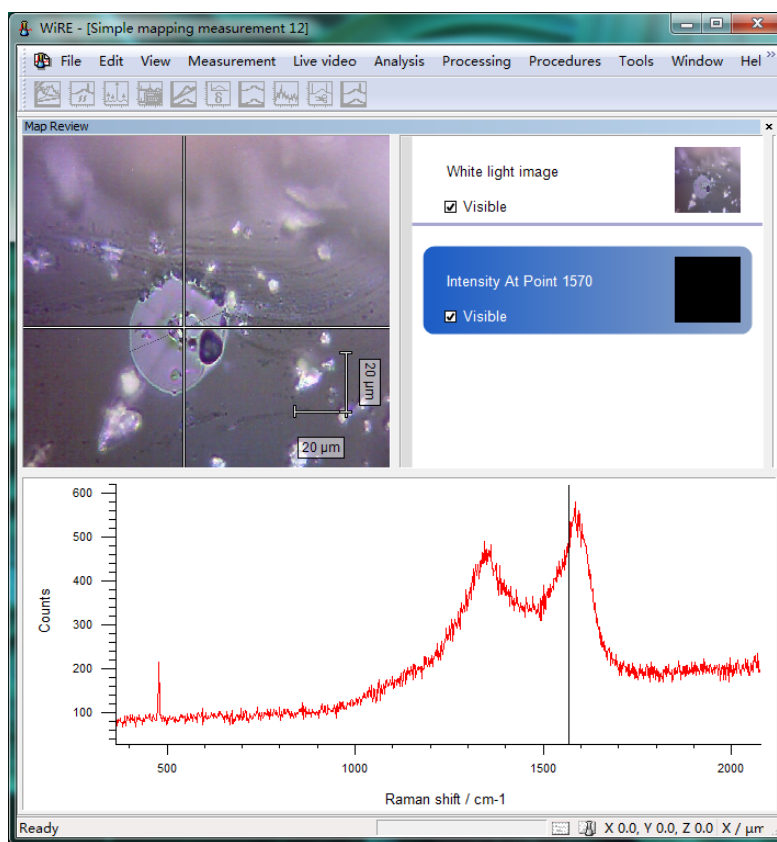 WiRE - [Simple mapping measurement 12]
File Edit View Measurement Live video Analysis Processing Procedures Tools Window Hel »
Map Review
White light image
Visible
Intensity At Point 1570
Visible
20 µm
20 µm
600
500
400
300
200
100
Counts
500 1000 1500 2000
Raman shift / cm-1
Ready X 0.0, Y 0.0, Z 0.0 X / µm